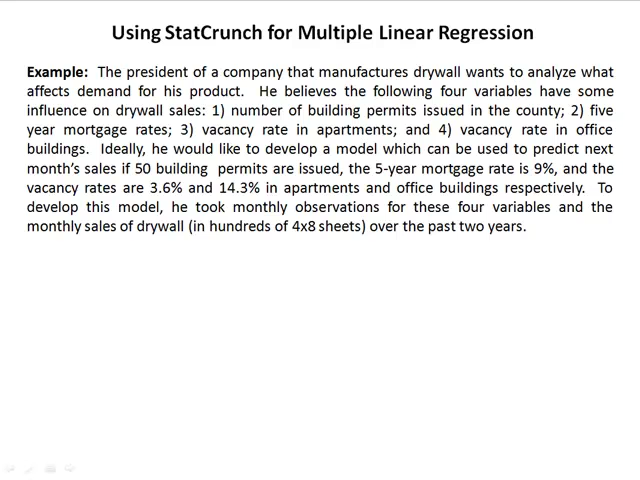 Using StatCrunch for Multiple Linear Regression
Example: The president of a company that manufactures drywall wants to analyze what
affects demand for his product. He believes the following four variables have some
influence on drywall sales: 1) number of building permits issued in the county; 2) five
year mortgage rates; 3) vacancy rate in apartments; and 4) vacancy rate in office
buildings. Ideally, he would like to develop a model which can be used to predict next
month's sales if 50 building permits are issued, the 5-year mortgage rate is 9%, and the
vacancy rates are 3.6% and 14.3% in apartments and office buildings respectively. To
develop this model, he took monthly observations for these four variables and the
monthly sales of drywall (in hundreds of 4x8 sheets) over the past two years.